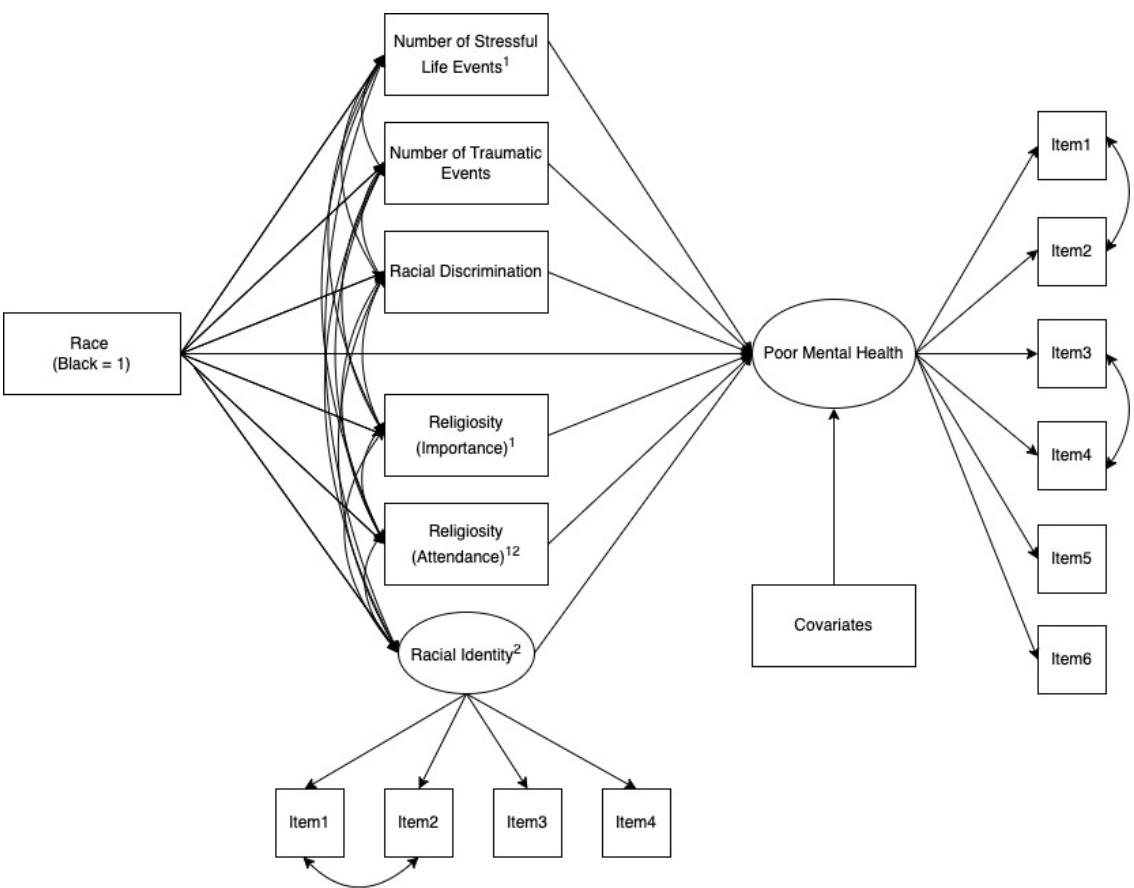 Number of Stressful
Life Events1
Number of Traumatic
Events
Racial Discrimination
Race
(Black = 1)
Religiosity
(Importance)1
Religiosity
(Attendance)12
Racial Identity2
Item1
Item2
Item3
Item4
Poor Mental Health
Covariates
Item1
Item2
Item3
Item4
Item5
Item6